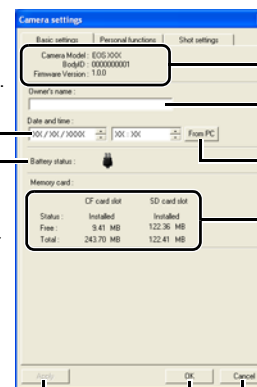 Camera settings
Basic settings Personal functions Shot settings
Camera Model : EOS XXX
BodyID : 0000000001
Firmware Version : 1.0.0
Owner's name :
Date and time :
XX/XX/XXXX XX : XX From PC
Battery status :
Memory card :
CF card slot SD card slot
Status : Installed Installed
Free : 9.41 MB 122.36 MB
Total : 243.70 MB 122.41 MB
Apply OK Cancel